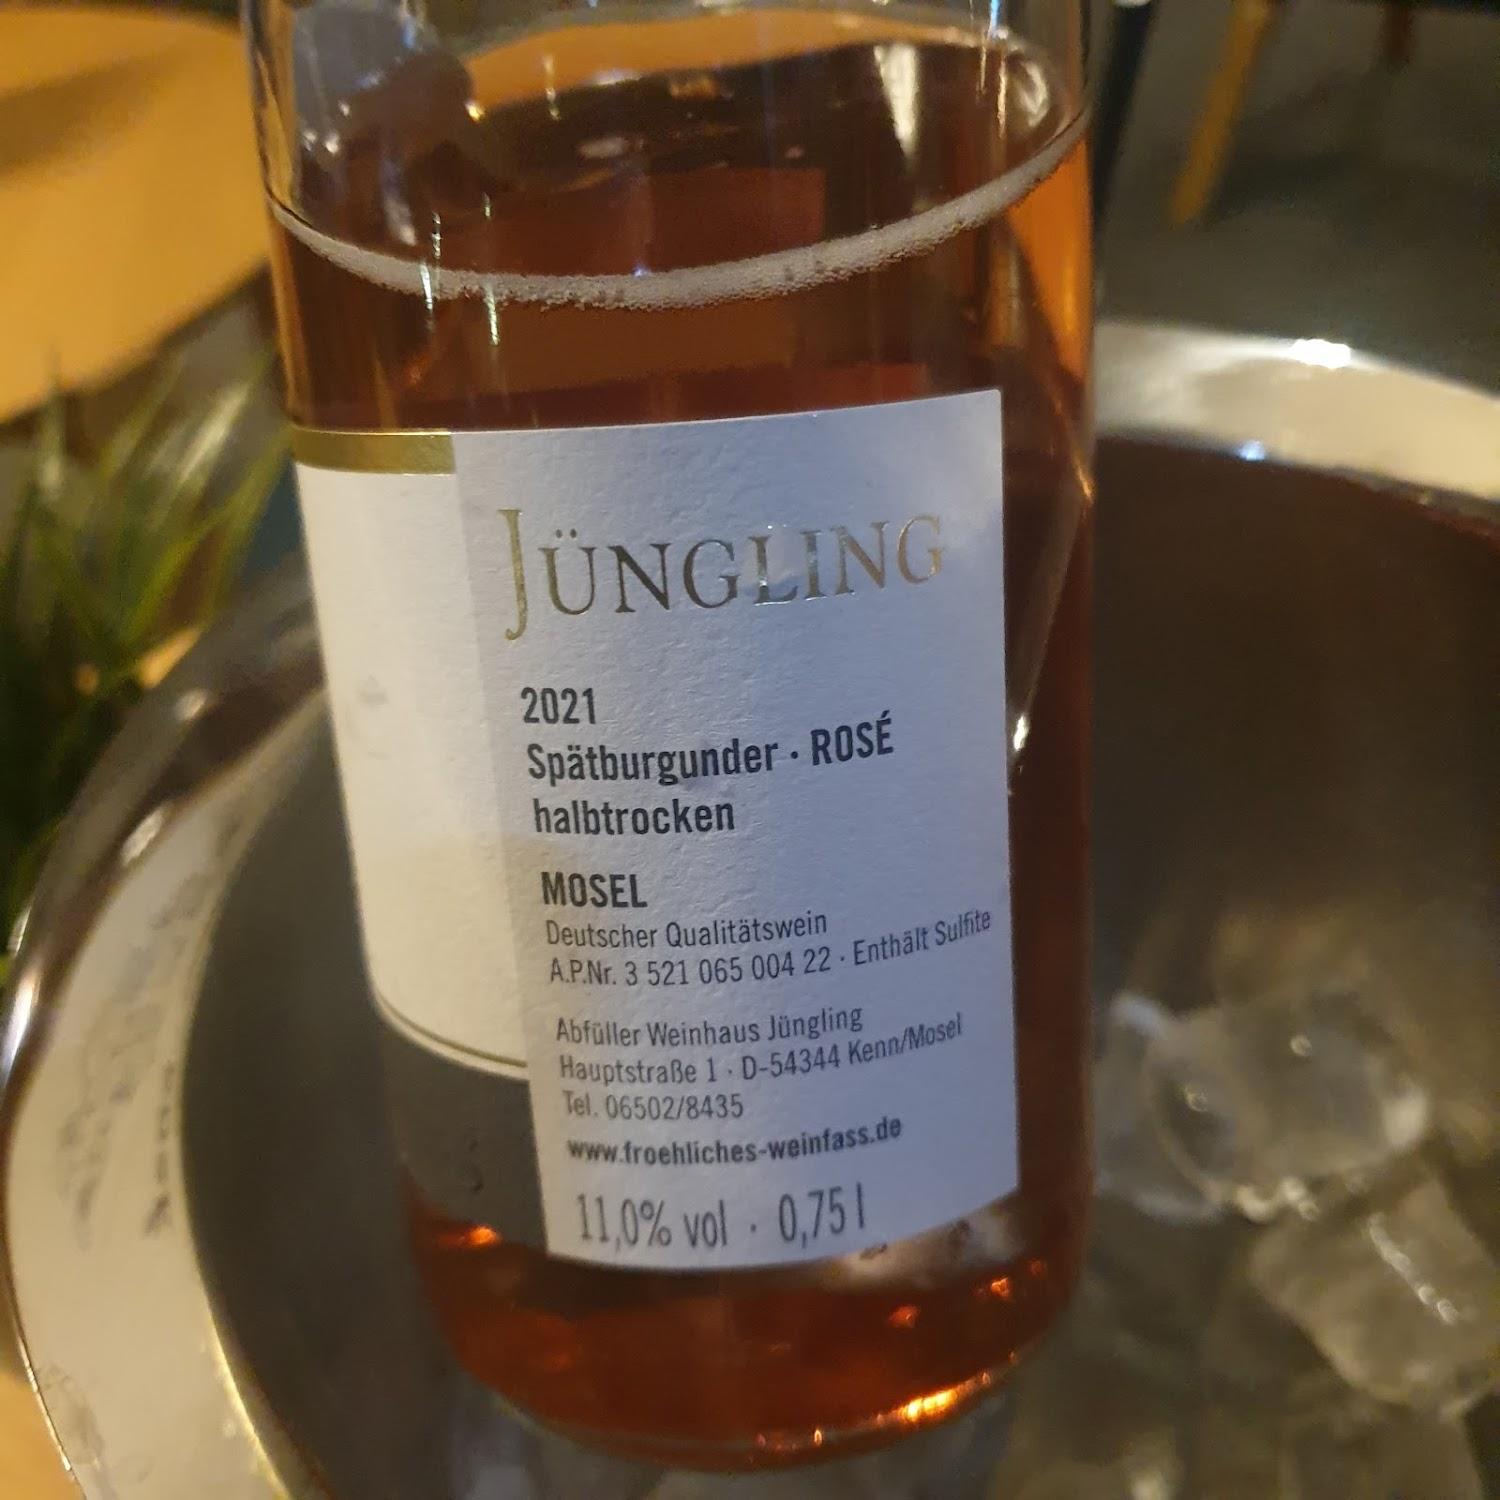 JÜNGLING
2021
Spätburgunder · ROSÉ
halbtrocken
MOSEL
Deutscher Qualitätswein
A.P.Nr. 3 521 065 004 22 · Enthält Sulfite
Abfüller Weinhaus Jüngling
Hauptstraße 1 · D-54344 Kenn/Mosel
Tel. 06502/8435
www.froehliches-weinfass.de
11,0% vol · 0,75 l